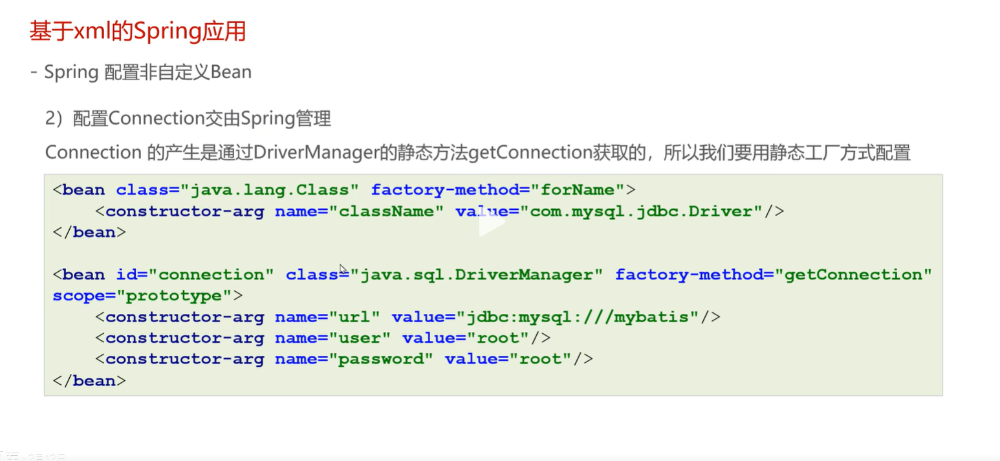 基于xml的Spring应用
- Spring 配置非自定义Bean
2）配置Connection交由Spring管理
Connection 的产生是通过DriverManager的静态方法getConnection获取的，所以我们要用静态工厂方式配置
<bean class="java.lang.Class" factory-method="forName">
    <constructor-arg name="className" value="com.mysql.jdbc.Driver"/>
</bean>
<bean id="connection" class="java.sql.DriverManager" factory-method="getConnection"
scope="prototype">
    <constructor-arg name="url" value="jdbc:mysql:///mybatis"/>
    <constructor-arg name="user" value="root"/>
    <constructor-arg name="password" value="root"/>
</bean>